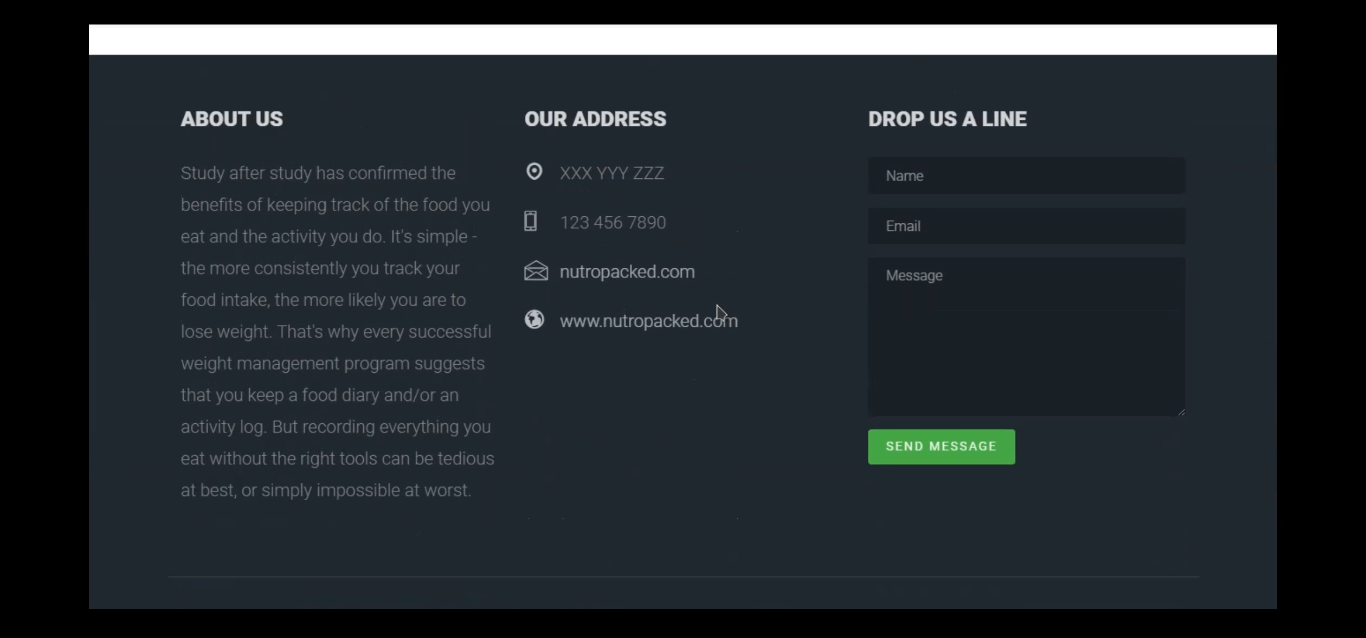 ABOUT US
Study after study has confirmed the
benefits of keeping track of the food you
eat and the activity you do. It's simple -
the more consistently you track your
food intake, the more likely you are to
lose weight. That's why every successful
weight management program suggests
that you keep a food diary and/or an
activity log. But recording everything you
eat without the right tools can be tedious
at best, or simply impossible at worst.
OUR ADDRESS
XXX YYY ZZZ
123 456 7890
nutropacked.com
www.nutropacked.com
DROP US A LINE
Name
Email
Message
SEND MESSAGE